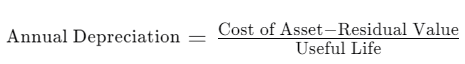 Annual Depreciation = Cost of Asset−Residual Value
Useful Life